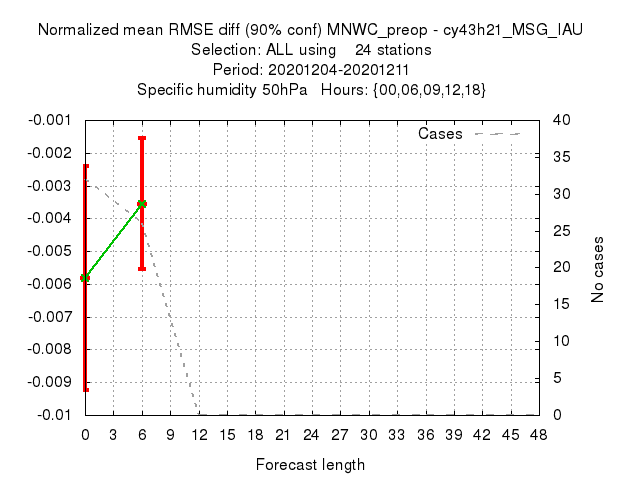 Normalized mean RMSE diff (90% conf) MNWC_preop - cy43h21_MSG_IAU
Selection: ALL using 24 stations
Period: 20201204-20201211
Specific humidity 50hPa Hours: {00,06,09,12,18}
Cases
-0.001
-0.002
-0.003
-0.004
-0.005
-0.006
-0.007
-0.008
-0.009
-0.01
40
35
30
25
20
15
10
5
0
No cases
0 3 6 9 12 15 18 21 24 27 30 33 36 39 42 45 48
Forecast length